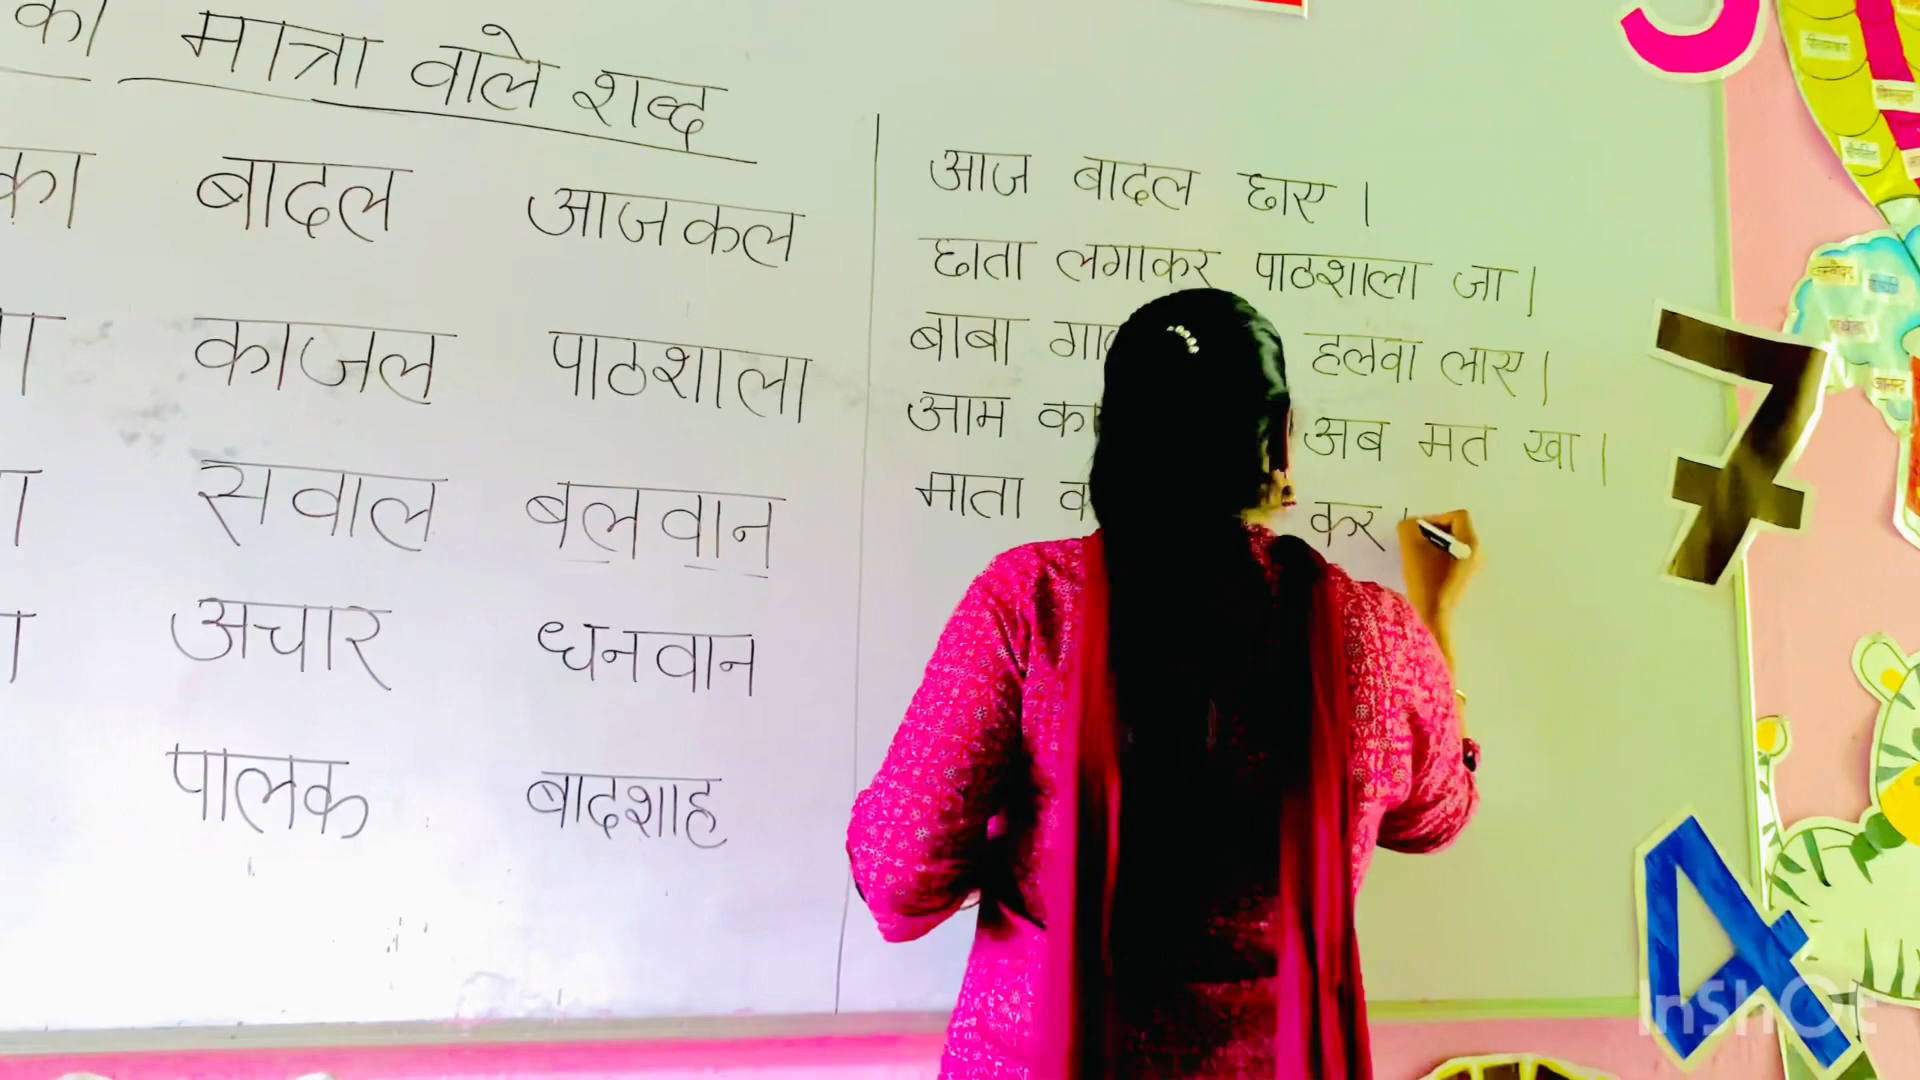 मात्रा वाले शब्द
बादल आजकल
काजल पाठशाला
सवाल बलवान
अचार धनवान
पालक बादशाह
आज बादल छाए ।
छाता लगाकर पाठशाला जा ।
बाबा हलवा लाए ।
आम अब मत खा ।
माता कर
7
4
InShOt